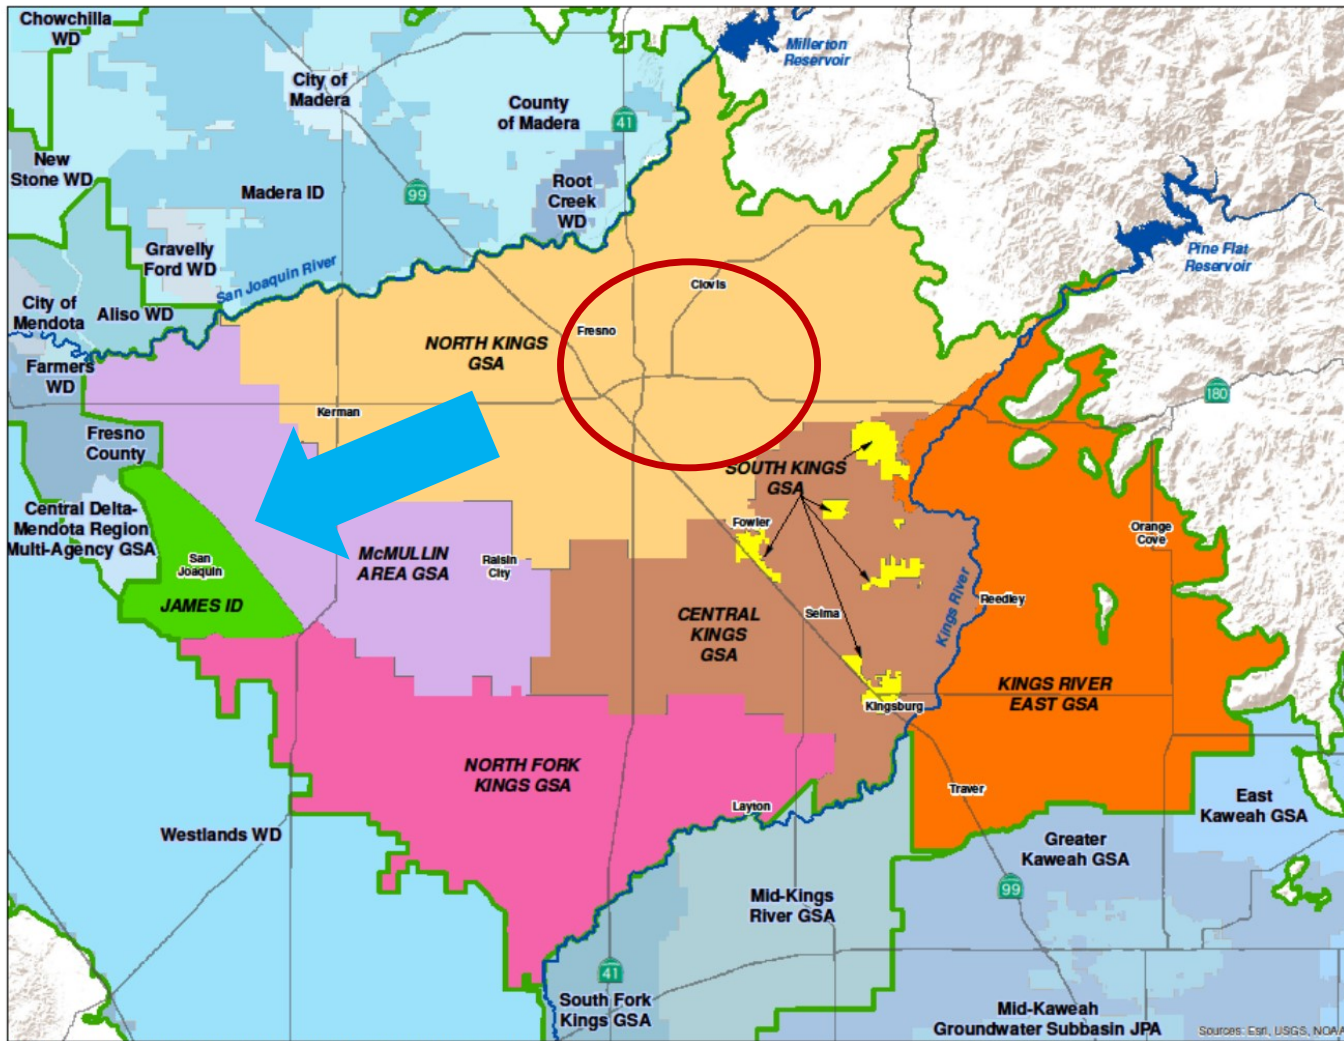 Chowchilla
WD
Millerton
Reservoir
City of
Madera
County
of Madera
41
New
Stone WD
Madera ID
99
Root
Creek
WD
180
Gravelly
Ford WD
San Joaquin River
Pine Flat
Reservoir
City of
Mendota
Aliso WD
Clovis
Fresno
NORTH KINGS
GSA
Farmers
WD
Kerman
Fresno
County
SOUTH KINGS
GSA
Central Delta-
Mendota Region
Multi-Agency GSA
Fowler
Orange
Cove
San
Joaquin
McMULLIN
AREA GSA
Raisin
City
JAMES ID
CENTRAL
KINGS
GSA
Selma
Kings River
Reedley
KINGS RIVER
EAST GSA
Kingsburg
NORTH FORK
KINGS GSA
Layton
Traver
East
Kaweah GSA
Westlands WD
Greater
Kaweah GSA
Mid-Kings
River GSA
99
41
South Fork
Kings GSA
Mid-Kaweah
Groundwater Subbasin JPA
Sources: Esri, USGS, NOAA